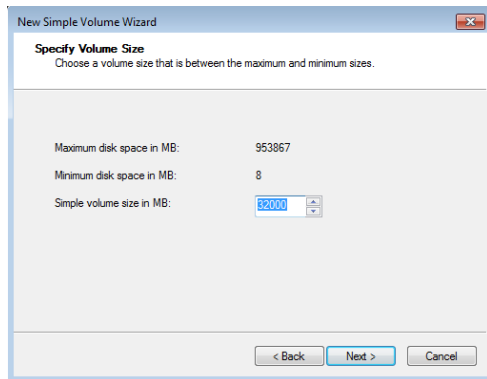 New Simple Volume Wizard
Specify Volume Size
Choose a volume size that is between the maximum and minimum sizes.
Maximum disk space in MB: 953867
Minimum disk space in MB: 8
Simple volume size in MB: 32000
< Back Next > Cancel